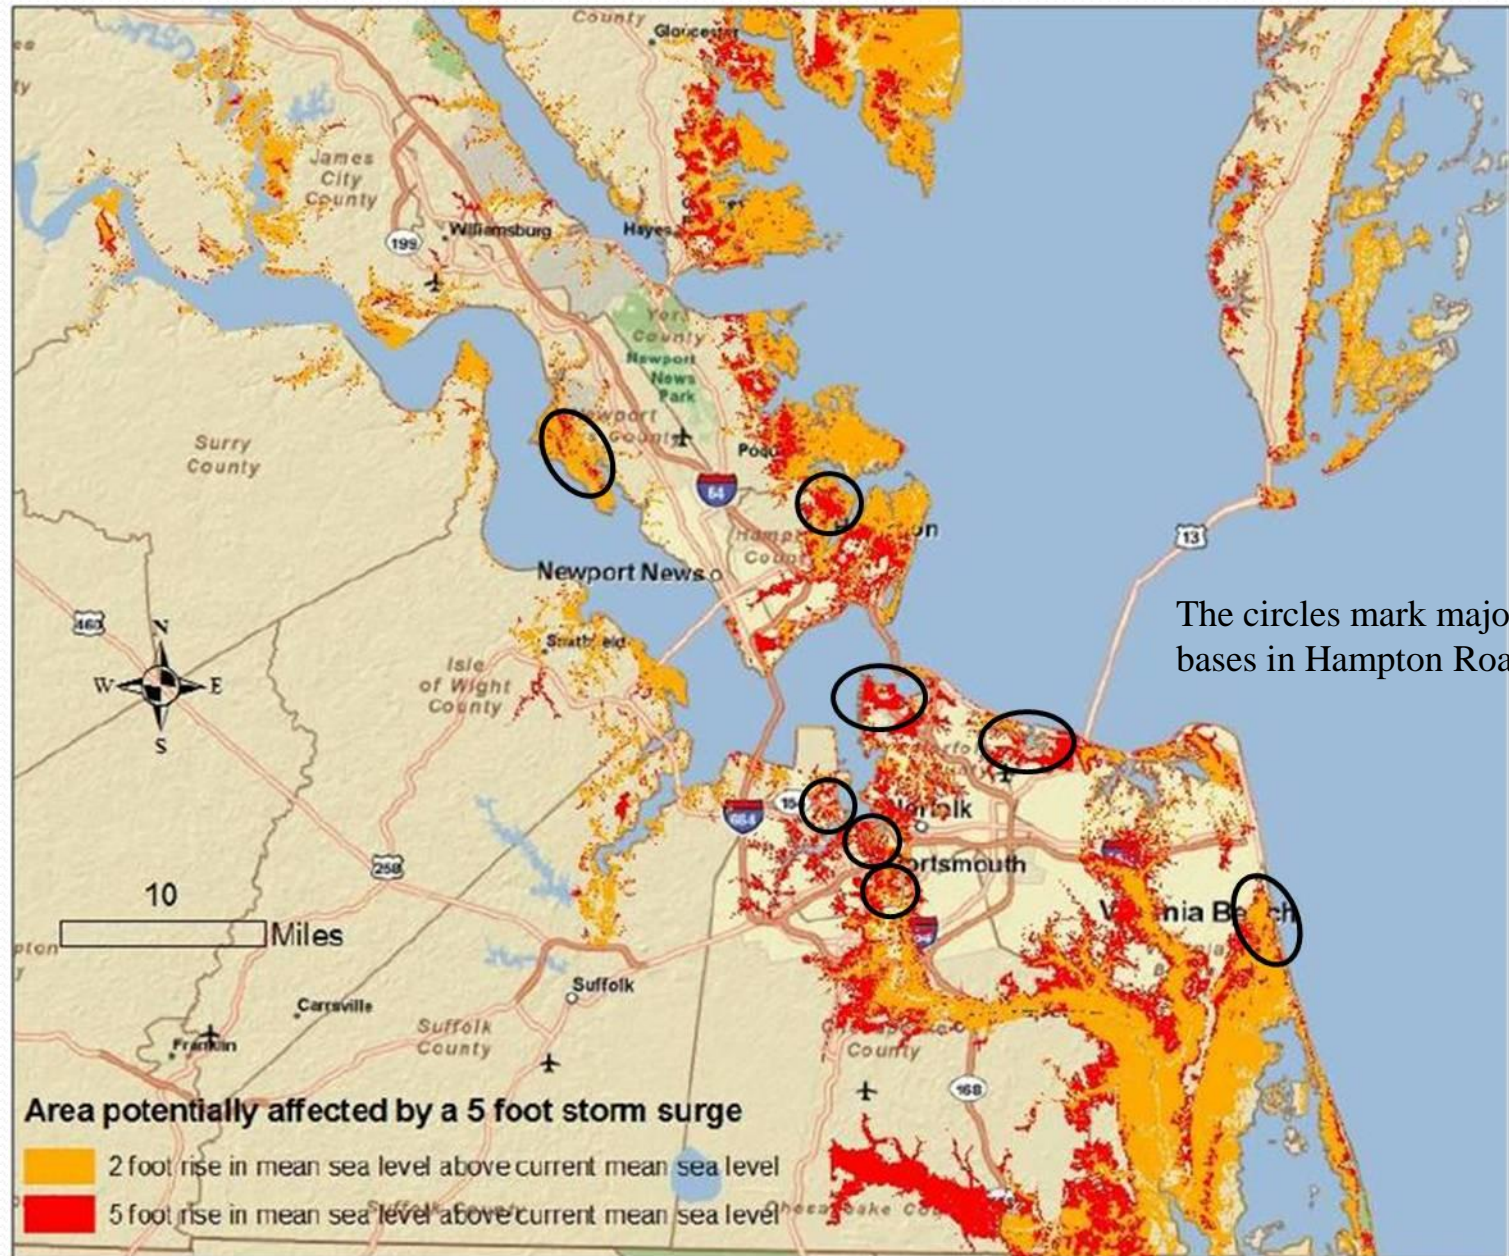 County
Gloucester
James
City
County
Williamsburg
199
Hayes
York
County
Newport
News
Park
Surry
County
64
Newport News
13
460
N
W
E
S
Isle
of Wight
County
The circles mark majo
bases in Hampton Roa
664
Norfolk
Portsmouth
258
10
Miles
Suffolk
Carrsville
Suffolk
County
Franklin
County
168
Area potentially affected by a 5 foot storm surge
2 foot rise in mean sea level above current mean sea level
5 foot rise in mean sea level above current mean sea level
Suffolk County